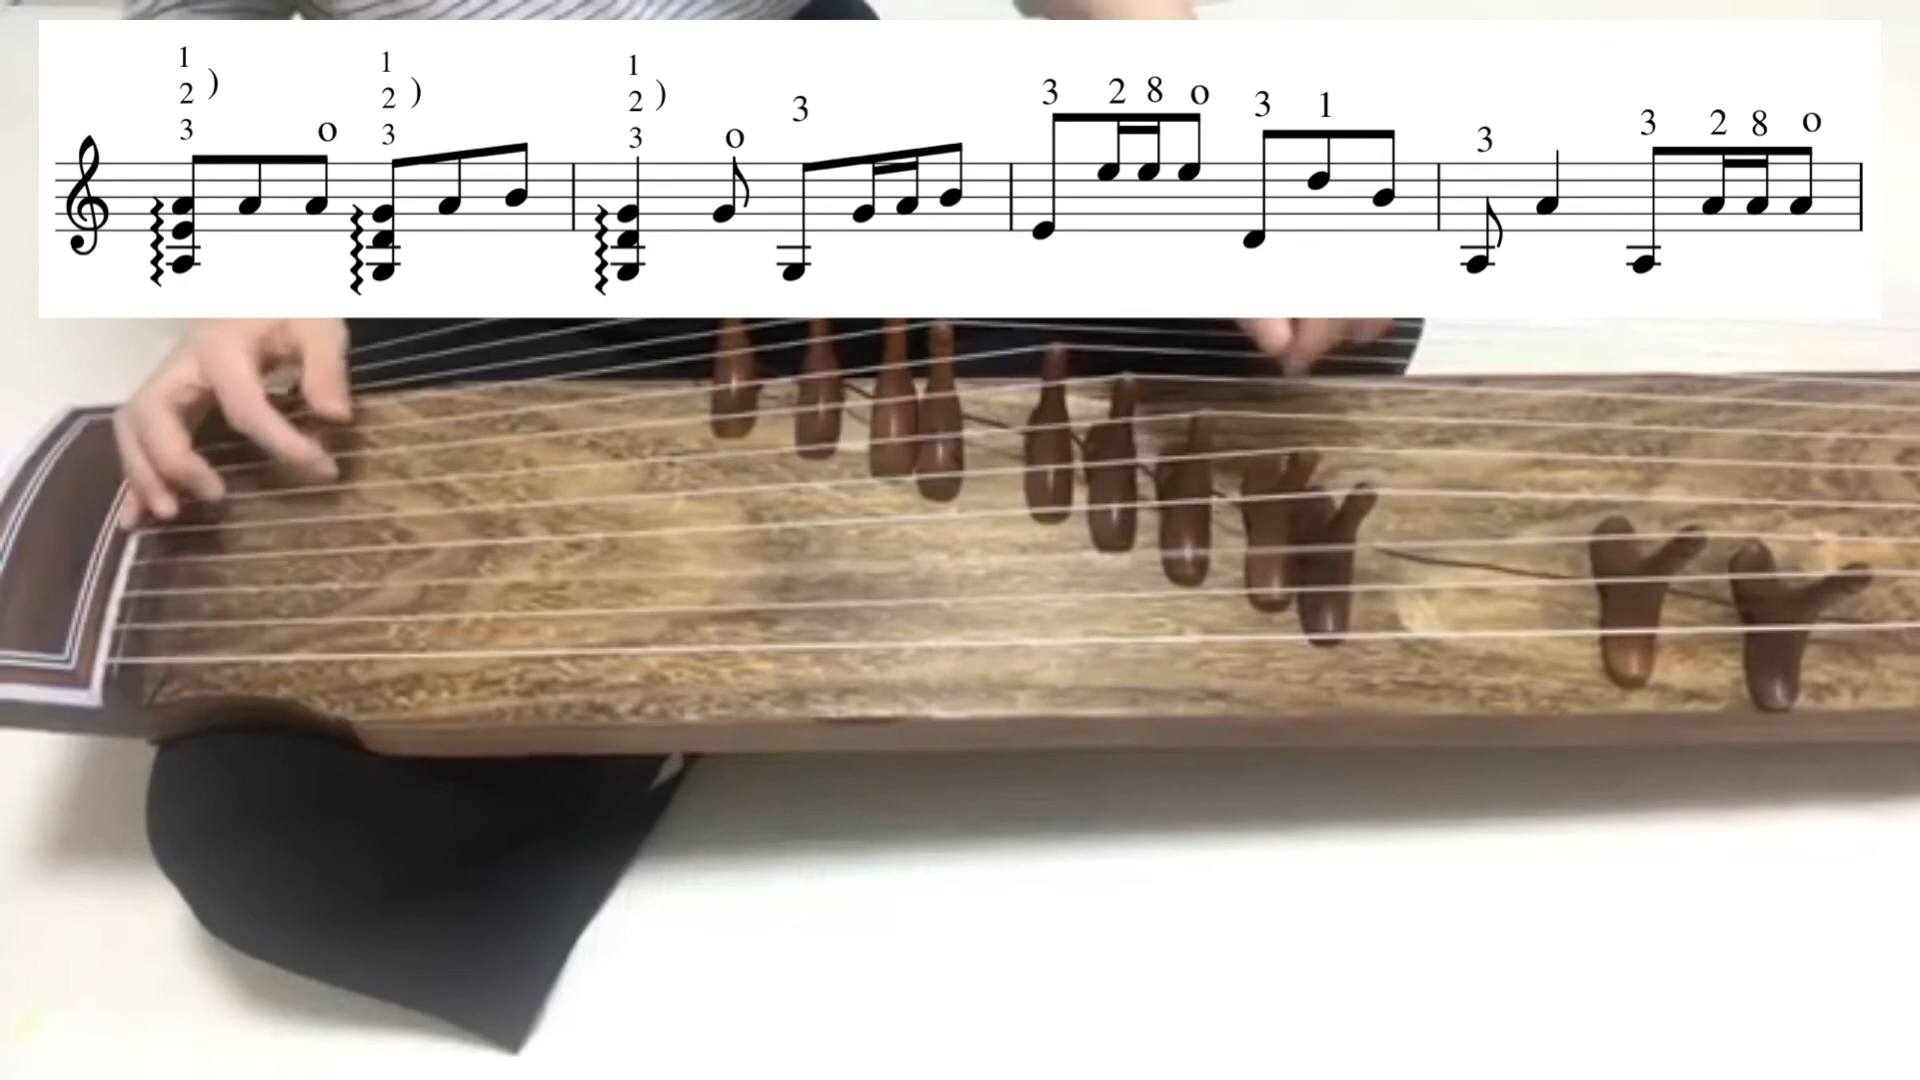 1 1 1
2 ) 2 ) 2 ) 3 3 2 8 o 3 1
3 o 3 3 o 3 3 2 8 o